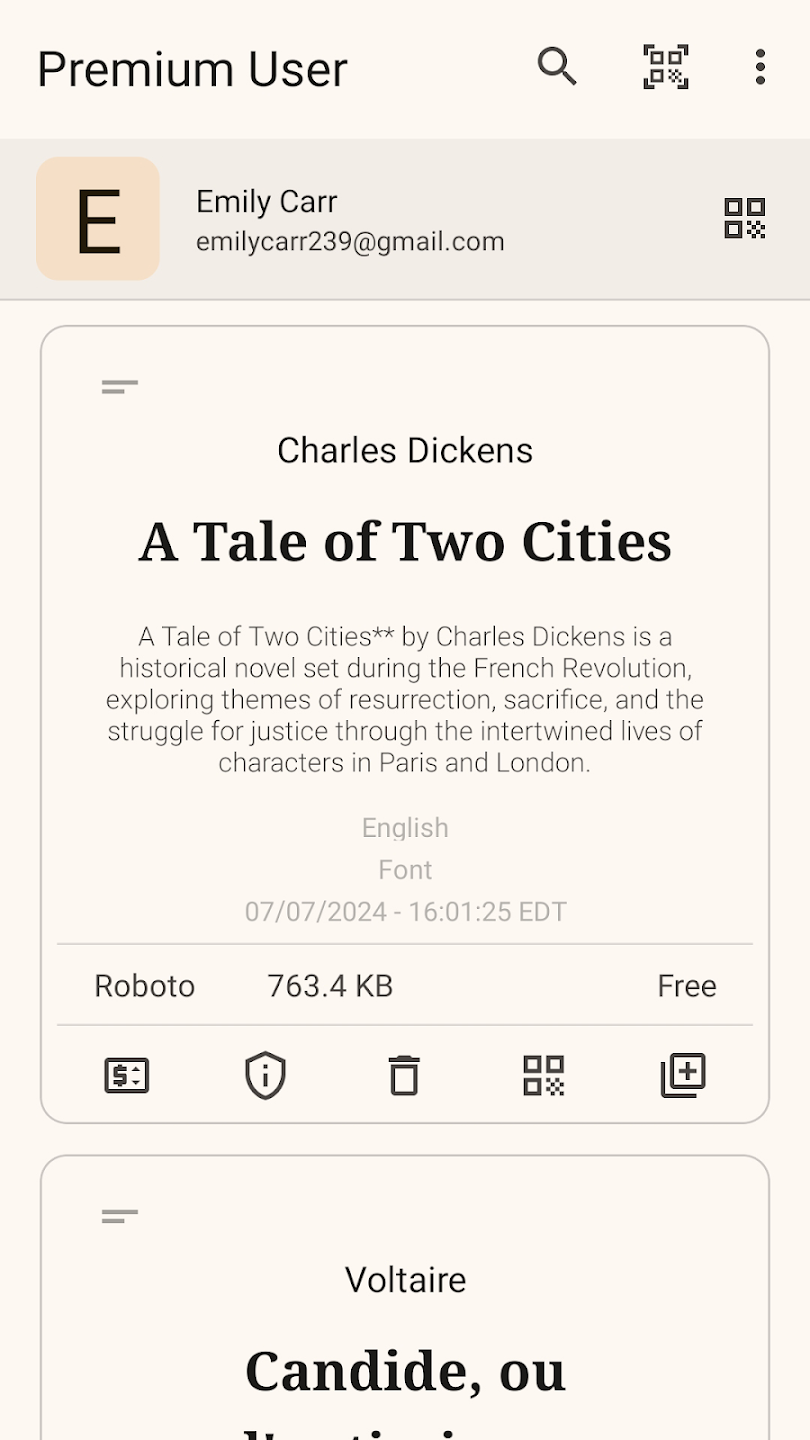 Premium User
E
Emily Carr
emilycarr239@gmail.com
Charles Dickens
A Tale of Two Cities
A Tale of Two Cities** by Charles Dickens is a
historical novel set during the French Revolution,
exploring themes of resurrection, sacrifice, and the
struggle for justice through the intertwined lives of
characters in Paris and London.
English
Font
07/07/2024 - 16:01:25 EDT
Roboto 763.4 KB Free
Voltaire
Candide, ou